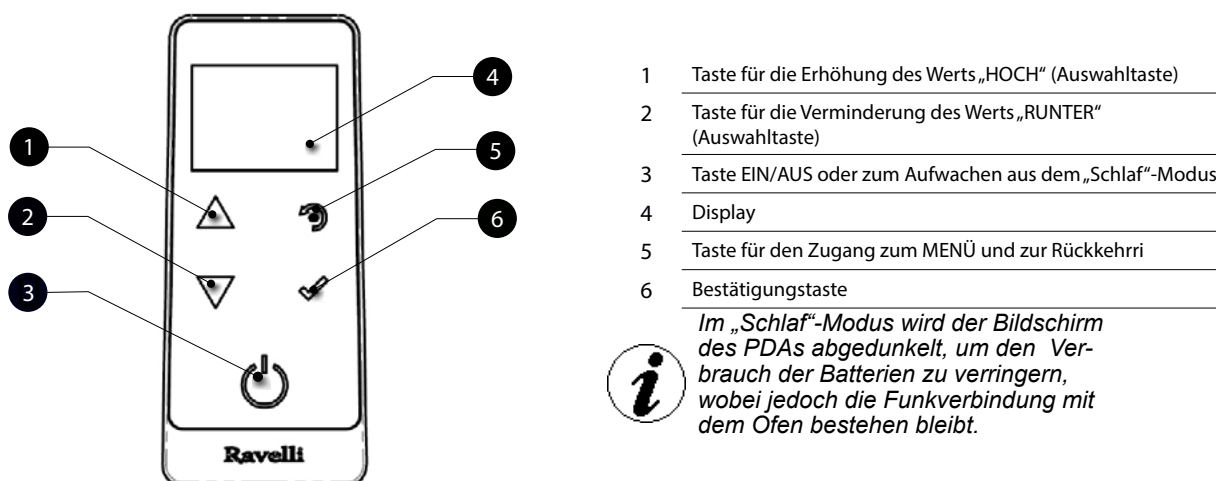 4
1
5
2
6
3
Ravelli
1 Taste für die Erhöhung des Werts „HOCH" (Auswahltaste)
2 Taste für die Verminderung des Werts „RUNTER"
(Auswahltaste)
3 Taste EIN/AUS oder zum Aufwachen aus dem „Schlaf"-Modus
4 Display
5 Taste für den Zugang zum MENÜ und zur Rückkehrri
6 Bestätigungstaste
Im „Schlaf"-Modus wird der Bildschirm
des PDAs abgedunkelt, um den Ver-
brauch der Batterien zu verringern,
wobei jedoch die Funkverbindung mit
dem Ofen bestehen bleibt.